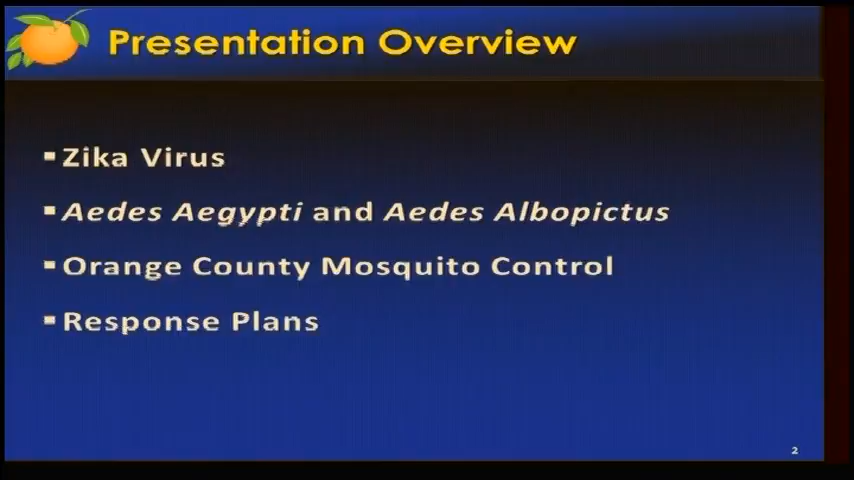 Presentation Overview
Zika Virus
Aedes Aegypti and Aedes Albopictus
Orange County Mosquito Control
Response Plans
2